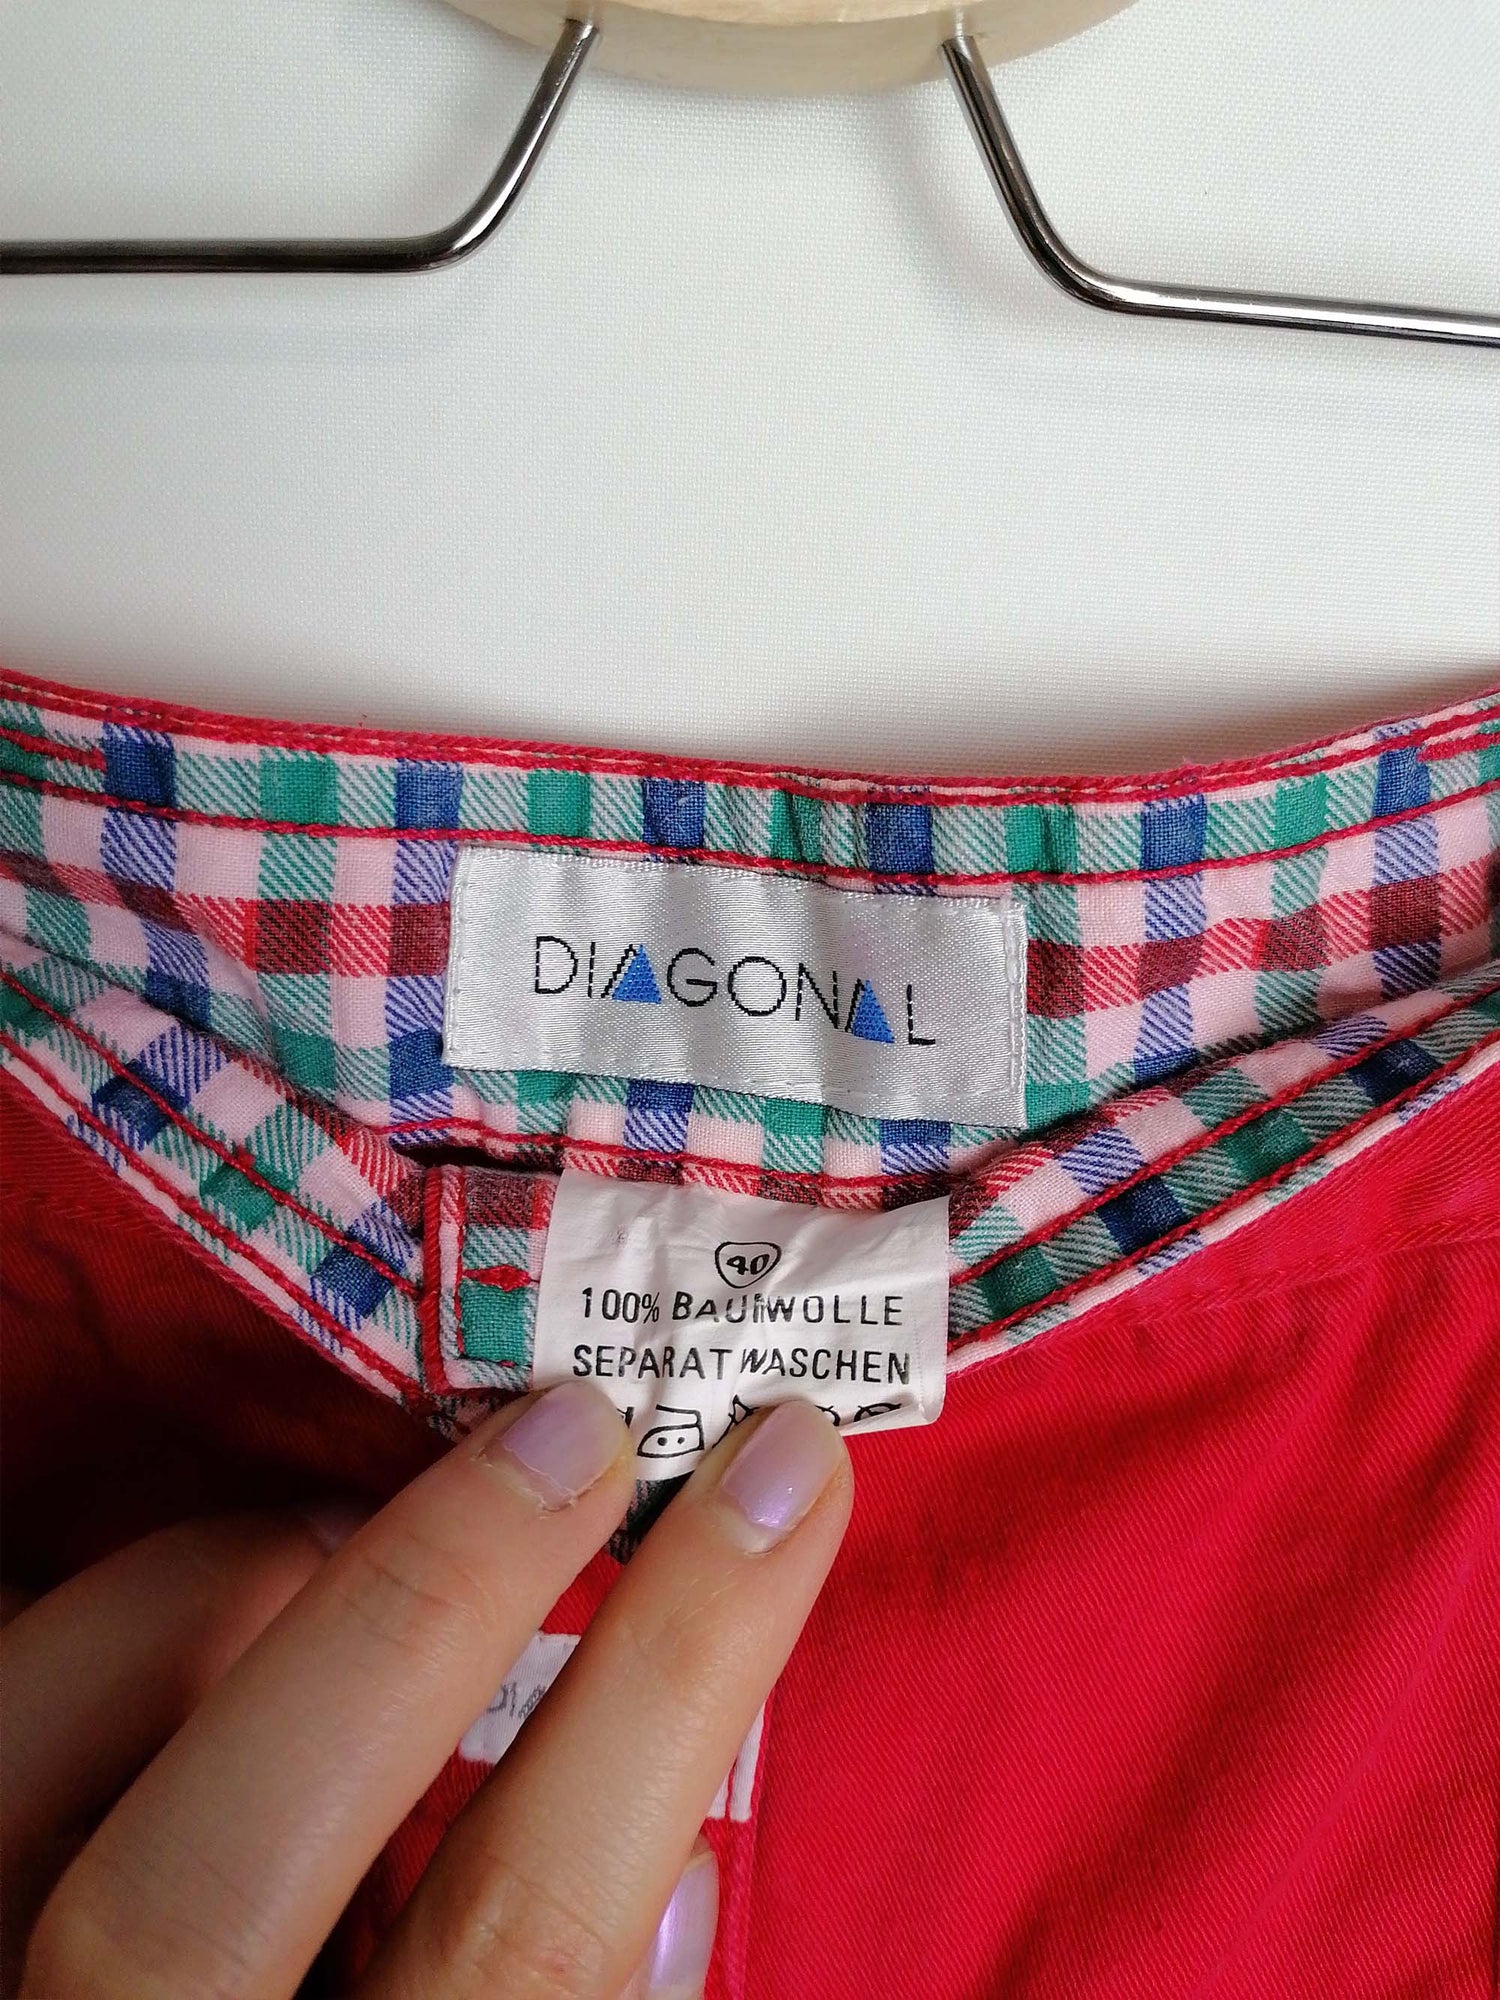 DIAGONAL
40
100% BAUMWOLLE
SEPARAT WASCHEN